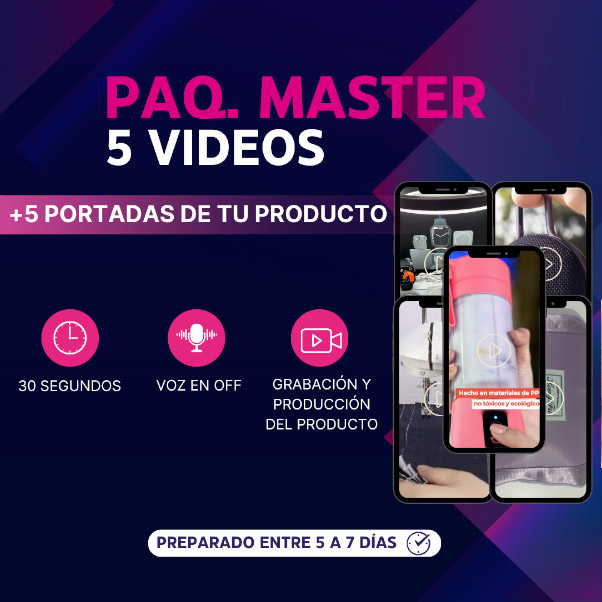 PAQ. MASTER
5 VIDEOS
+5 PORTADAS DE TU PRODUCTO
30 SEGUNDOS
VOZ EN OFF
GRABACIÓN Y
PRODUCCIÓN
DEL PRODUCTO
Hecho en materiales de PP
no tóxicos y ecológico
PREPARADO ENTRE 5 A 7 DÍAS